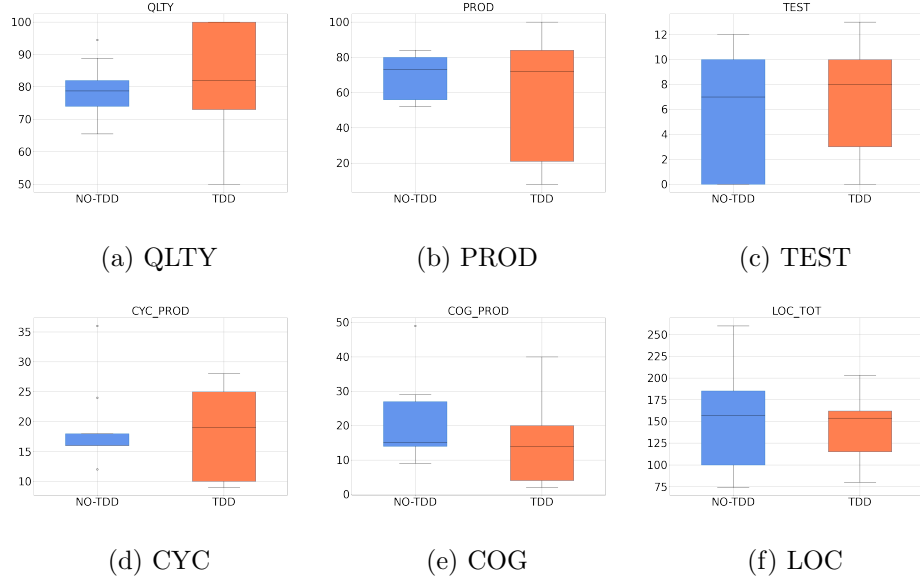 QLTY
100
90
80
70
60
50
NO-TDD TDD
(a) QLTY
PROD
100
80
60
40
20
NO-TDD TDD
(b) PROD
TEST
12
10
8
6
4
2
0
NO-TDD TDD
(c) TEST
CYC_PROD
35
30
25
20
15
10
NO-TDD TDD
(d) CYC
COG_PROD
50
40
30
20
10
0
NO-TDD TDD
(e) COG
LOC_TOT
250
225
200
175
150
125
100
75
NO-TDD TDD
(f) LOC